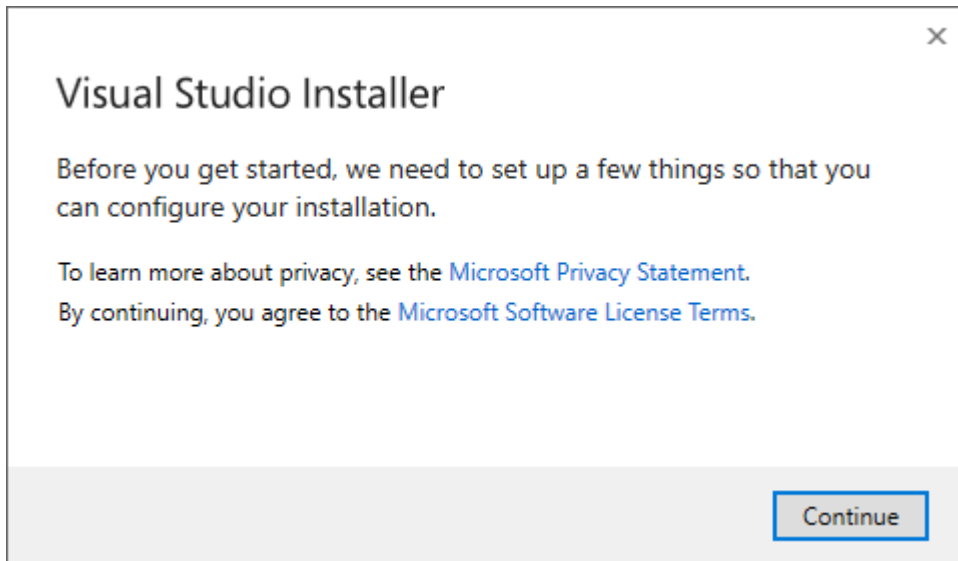 Visual Studio Installer
Before you get started, we need to set up a few things so that you
can configure your installation.
To learn more about privacy, see the Microsoft Privacy Statement.
By continuing, you agree to the Microsoft Software License Terms.
Continue